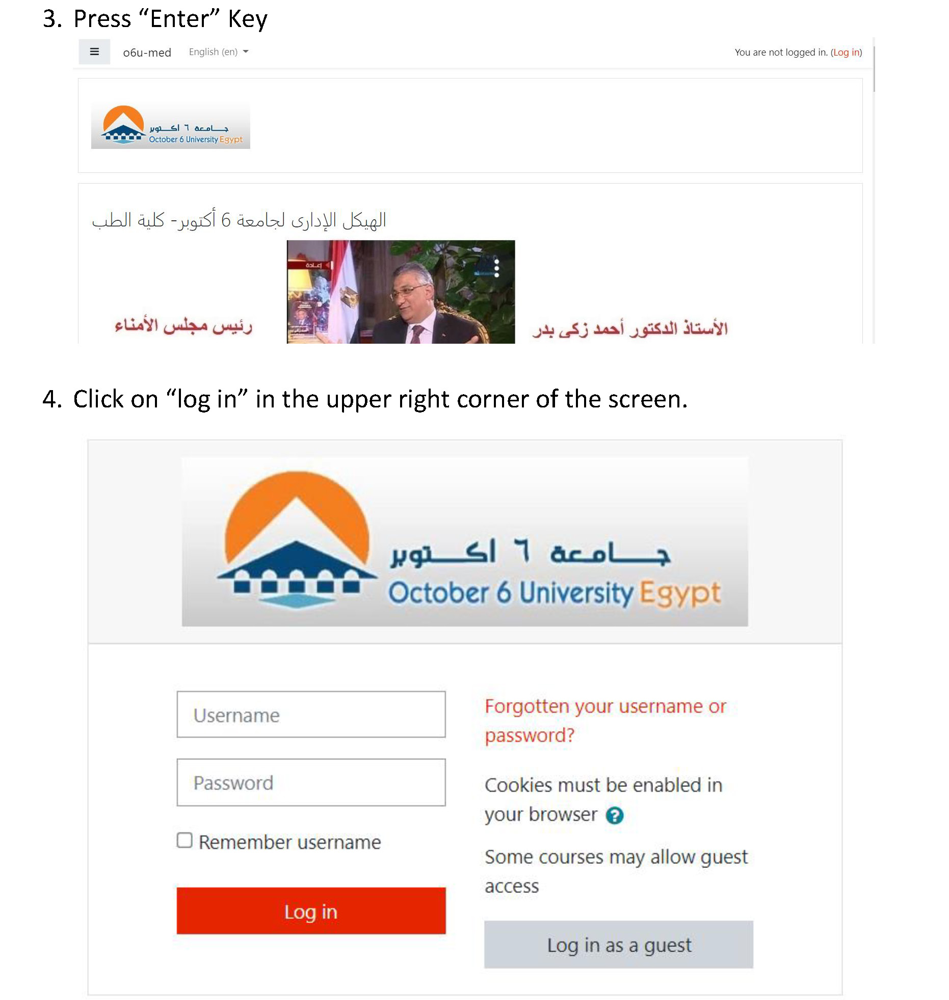 3. Press “Enter” Key
o6u-med English (en)
You are not logged in. (Log in)
جامعة ٦ اكتوبر
October 6 University Egypt
الهيكل الإدارى لجامعة 6 أكتوبر- كلية الطب
إعادة
الأستاذ الدكتور أحمد زكى بدر
رئيس مجلس الأمناء
4. Click on “log in” in the upper right corner of the screen.
جامعة ٦ اكتوبر
October 6 University Egypt
Username
Password
Remember username
Log in
Forgotten your username or
password?
Cookies must be enabled in
your browser ?
Some courses may allow guest
access
Log in as a guest